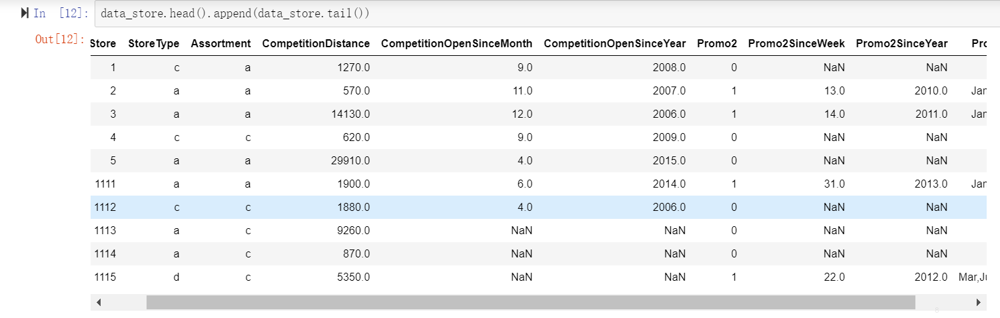 In [12]: data_store.head().append(data_store.tail())
Out[12]:
Store StoreType Assortment CompetitionDistance CompetitionOpenSinceMonth CompetitionOpenSinceYear Promo2 Promo2SinceWeek Promo2SinceYear Pro
1 c a 1270.0 9.0 2008.0 0 NaN NaN
2 a a 570.0 11.0 2007.0 1 13.0 2010.0 Jan
3 a a 14130.0 12.0 2006.0 1 14.0 2011.0 Jan
4 c c 620.0 9.0 2009.0 0 NaN NaN
5 a a 29910.0 4.0 2015.0 0 NaN NaN
1111 a a 1900.0 6.0 2014.0 1 31.0 2013.0 Jan
1112 c c 1880.0 4.0 2006.0 0 NaN NaN
1113 a c 9260.0 NaN NaN 0 NaN NaN
1114 a c 870.0 NaN NaN 0 NaN NaN
1115 d c 5350.0 NaN NaN 1 22.0 2012.0 Mar,Ju